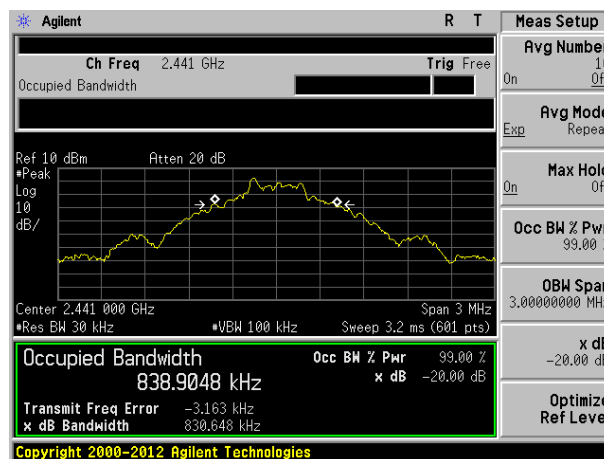 Agilent
R T
Meas Setup
Ch Freq 2.441 GHz
Trig Free
Occupied Bandwidth
Avg Number
On
Avg Mode
Exp
Max Hold
On
Ref 10 dBm
Atten 20 dB
#Peak
Log
10
dB/
Occ BW % Pwr
99.00
OBW Span
3.00000000
Center 2.441 000 GHz
Span 3 MHz
#Res BW 30 kHz
#VBW 100 kHz
Sweep 3.2 ms (601 pts)
Occupied Bandwidth
838.9048 kHz
Occ BW % Pwr 99.00 %
x dB -20.00 dB
Transmit Freq Error -3.163 kHz
x dB Bandwidth 830.648 kHz
x dB
-20.00 dB
Optimize
Ref Level
Copyright 2000-2012 Agilent Technologies